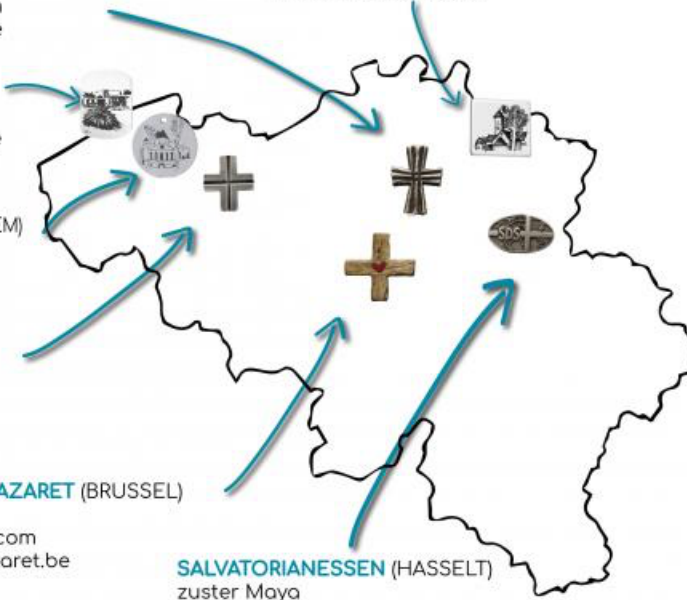 EM)
AZARET (BRUSSEL)
com
aret.be
SALVATORIANESSEN (HASSELT)
zuster Maya
SDS